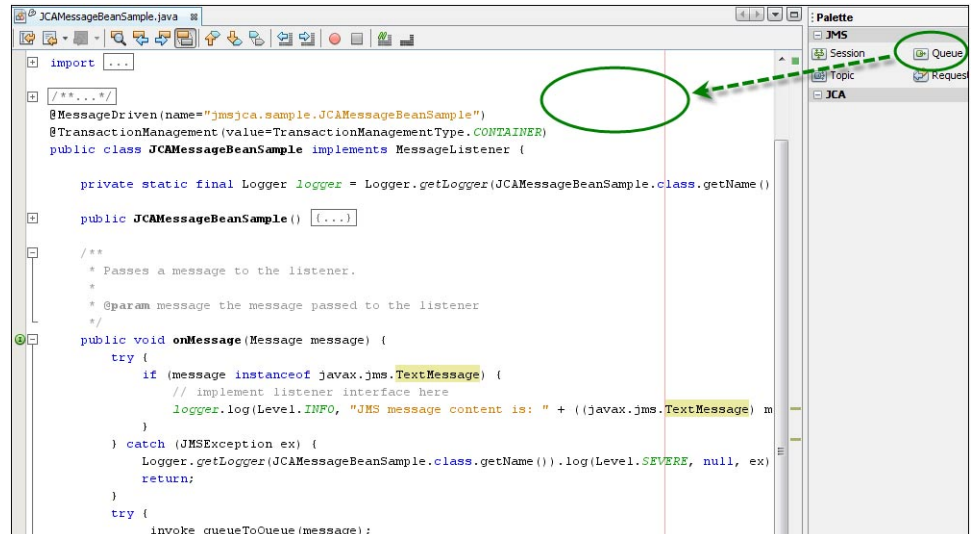 JCAMessageBeanSample.java
import ...
/**...*/
@MessageDriven(name="jmsjca.sample.JCAMessageBeanSample")
@TransactionManagement(value=TransactionManagementType.CONTAINER)
public class JCAMessageBeanSample implements MessageListener {
private static final Logger logger = Logger.getLogger(JCAMessageBeanSample.class.getName()
public JCAMessageBeanSample() {...}
/**
* Passes a message to the listener.
*
* @param message the message passed to the listener
*/
public void onMessage(Message message) {
try {
if (message instanceof javax.jms.TextMessage) {
// implement listener interface here
logger.log(Level.INFO, "JMS message content is: " + ((javax.jms.TextMessage) m
}
} catch (JMSException ex) {
Logger.getLogger(JCAMessageBeanSample.class.getName()).log(Level.SEVERE, null, ex)
return;
}
try {
invoke_queueToQueue(message);
Palette
JMS
Session Queue
Topic Request
JCA